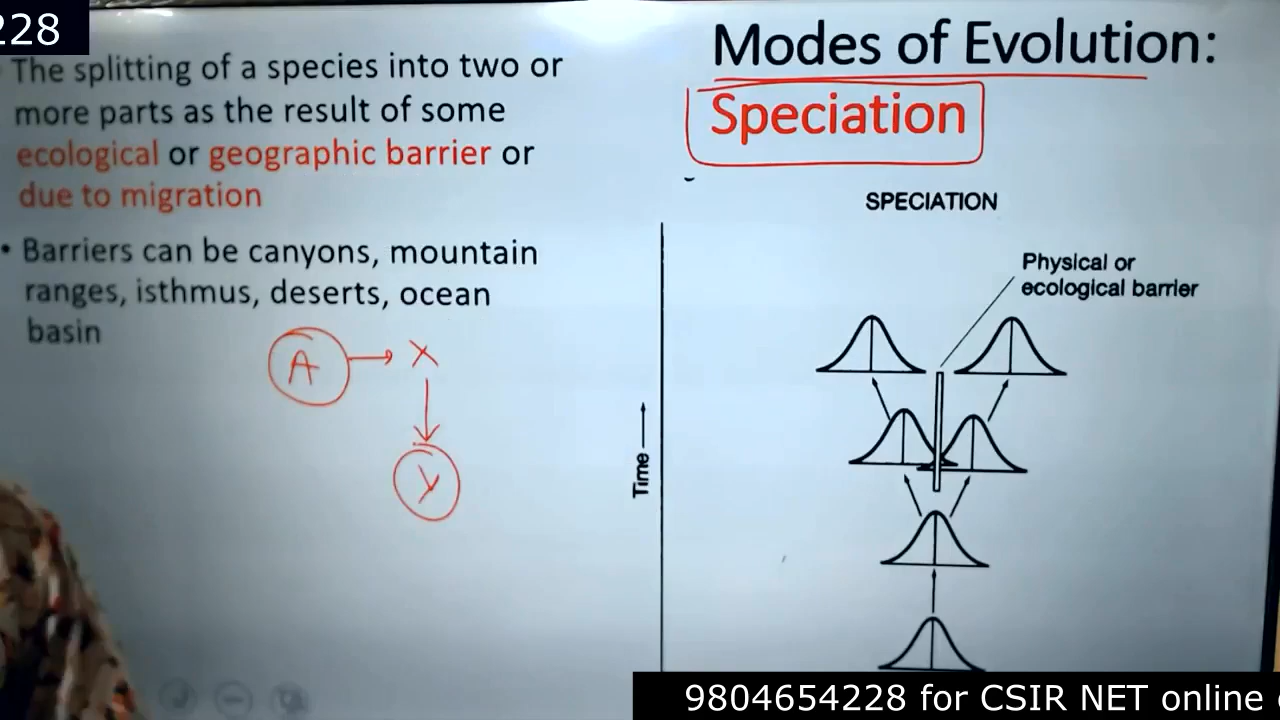 228
The splitting of a species into two or
more parts as the result of some
ecological or geographic barrier or
due to migration
• Barriers can be canyons, mountain
ranges, isthmus, deserts, ocean
basin
A
X
Y
Modes of Evolution:
Speciation
SPECIATION
Physical or
ecological barrier
Time
9804654228 for CSIR NET online